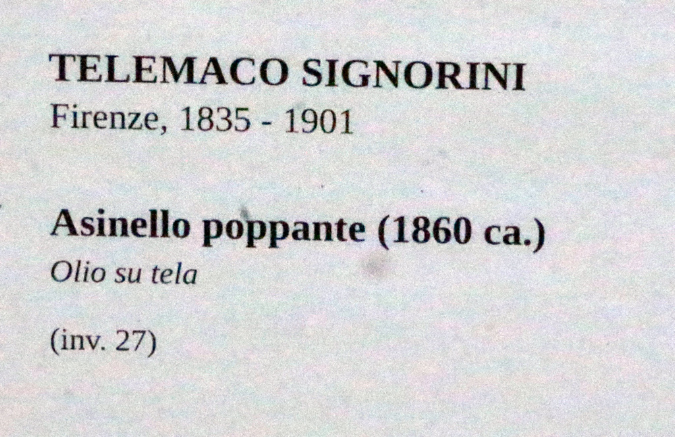 TELEMACO SIGNORINI
Firenze, 1835 - 1901
Asinello poppante (1860 ca.)
Olio su tela
(inv. 27)